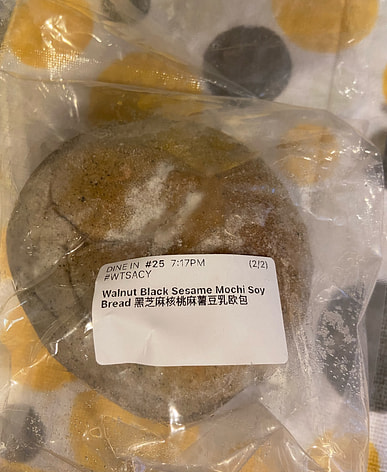 DINE IN #25 7:17PM (2/2)
#WTSACY
Walnut Black Sesame Mochi Soy
Bread 黑芝麻核桃麻薯豆乳欧包